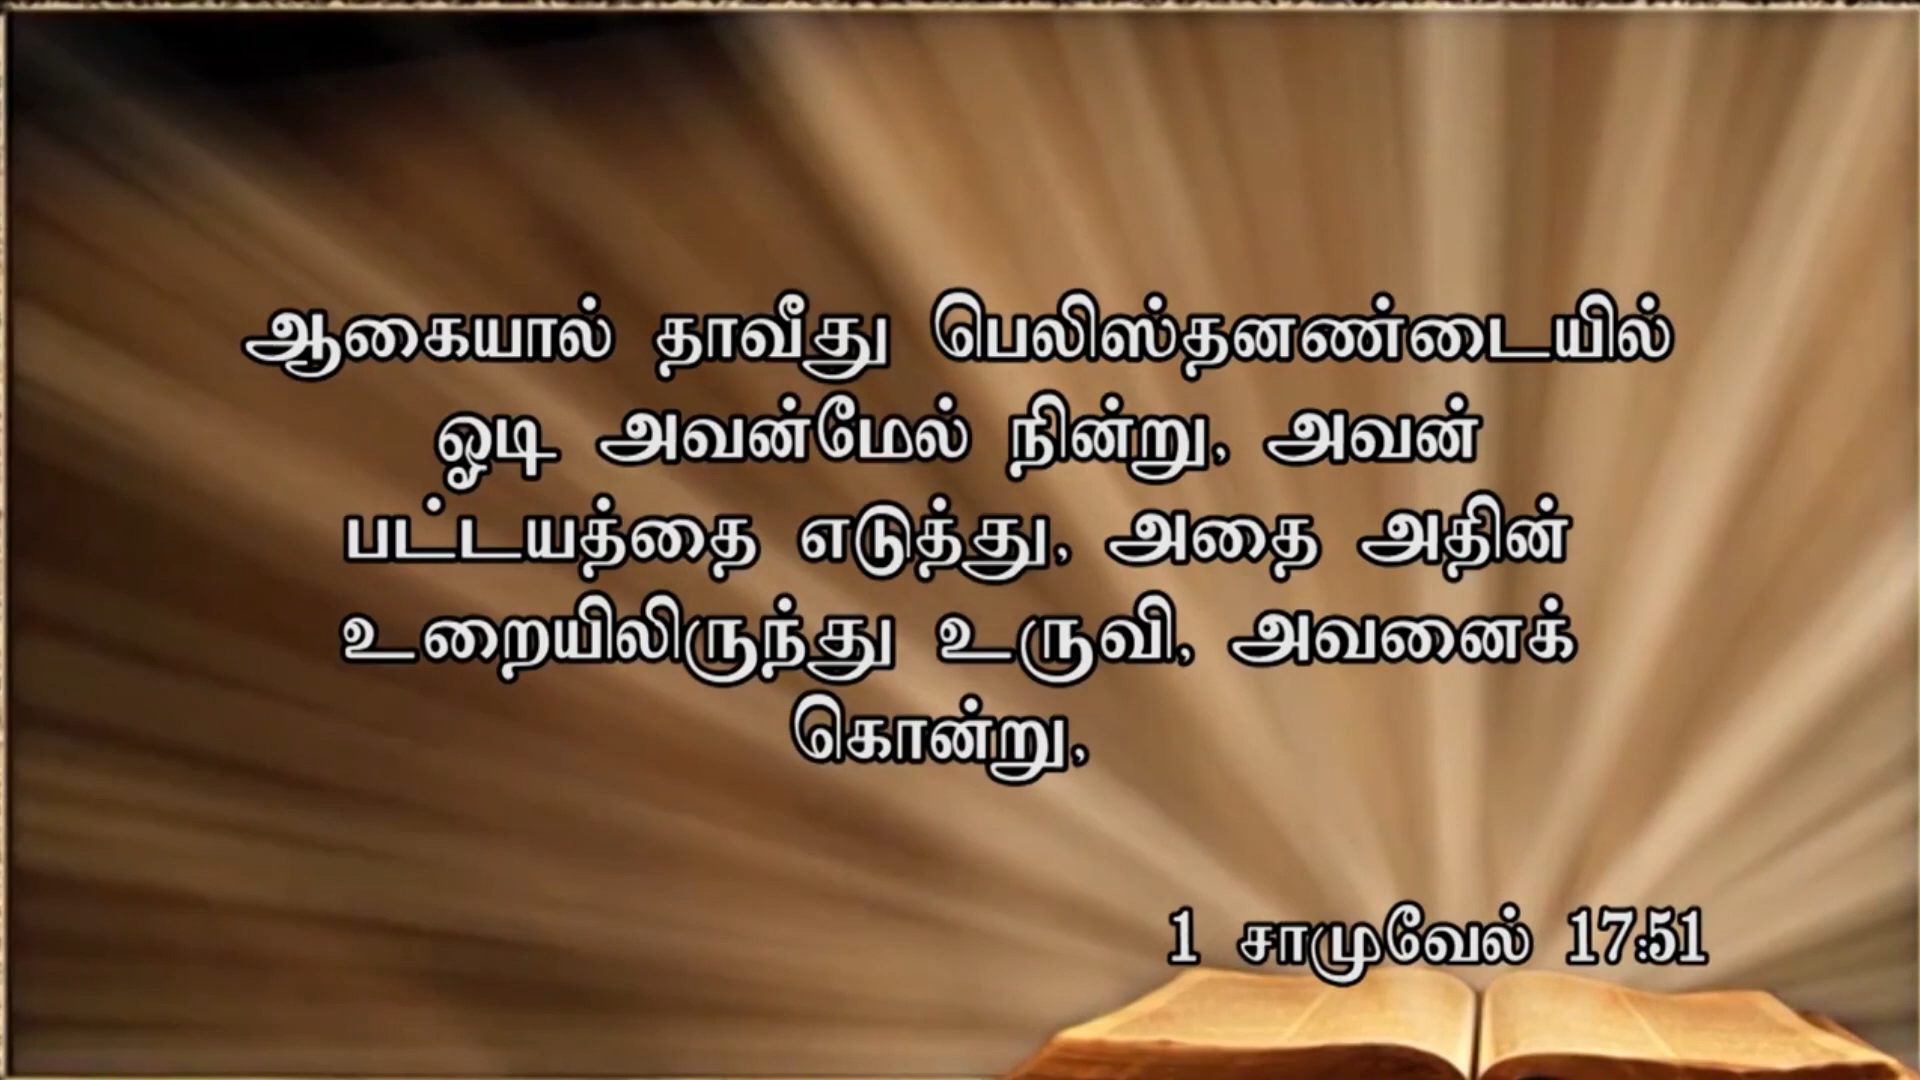 ஆகையால் தாவீது பெலிஸ்தனண்டையில்
ஓடி அவன்மேல் நின்று, அவன்
பட்டயத்தை எடுத்து, அதை அதின்
உறையிலிருந்து உருவி, அவனைக்
கொன்று,
1 சாமுவேல் 17:51